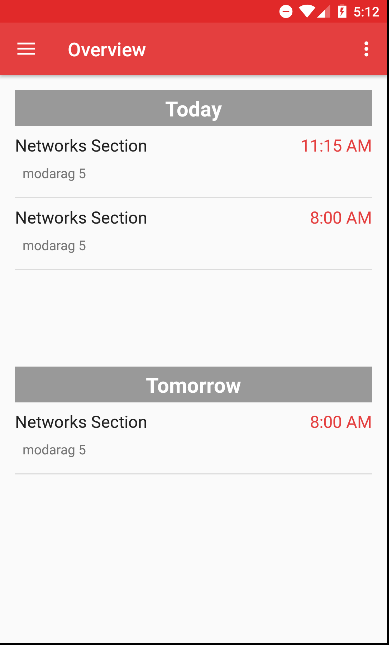 5:12
Overview
Today
Networks Section 11:15 AM
modarag 5
Networks Section 8:00 AM
modarag 5
Tomorrow
Networks Section 8:00 AM
modarag 5